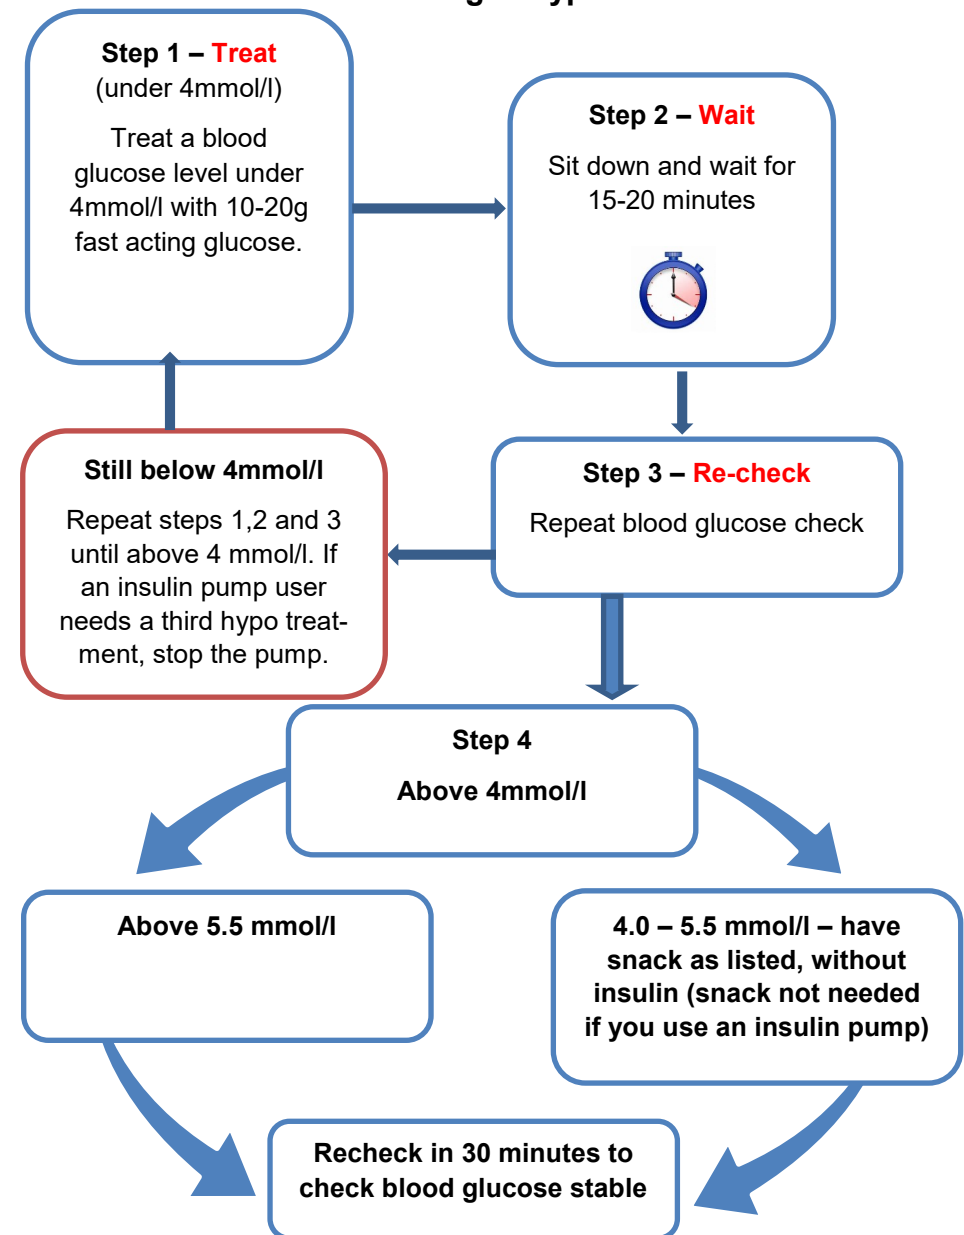 Step 1 – Treat
(under 4mmol/l)
Treat a blood
glucose level under
4mmol/l with 10-20g
fast acting glucose.
Step 2 – Wait
Sit down and wait for
15-20 minutes
Step 3 – Re-check
Repeat blood glucose check
Still below 4mmol/l
Repeat steps 1,2 and 3
until above 4 mmol/l. If
an insulin pump user
needs a third hypo treat-
ment, stop the pump.
Step 4
Above 4mmol/l
Above 5.5 mmol/l
4.0 – 5.5 mmol/l – have
snack as listed, without
insulin (snack not needed
if you use an insulin pump)
Recheck in 30 minutes to
check blood glucose stable